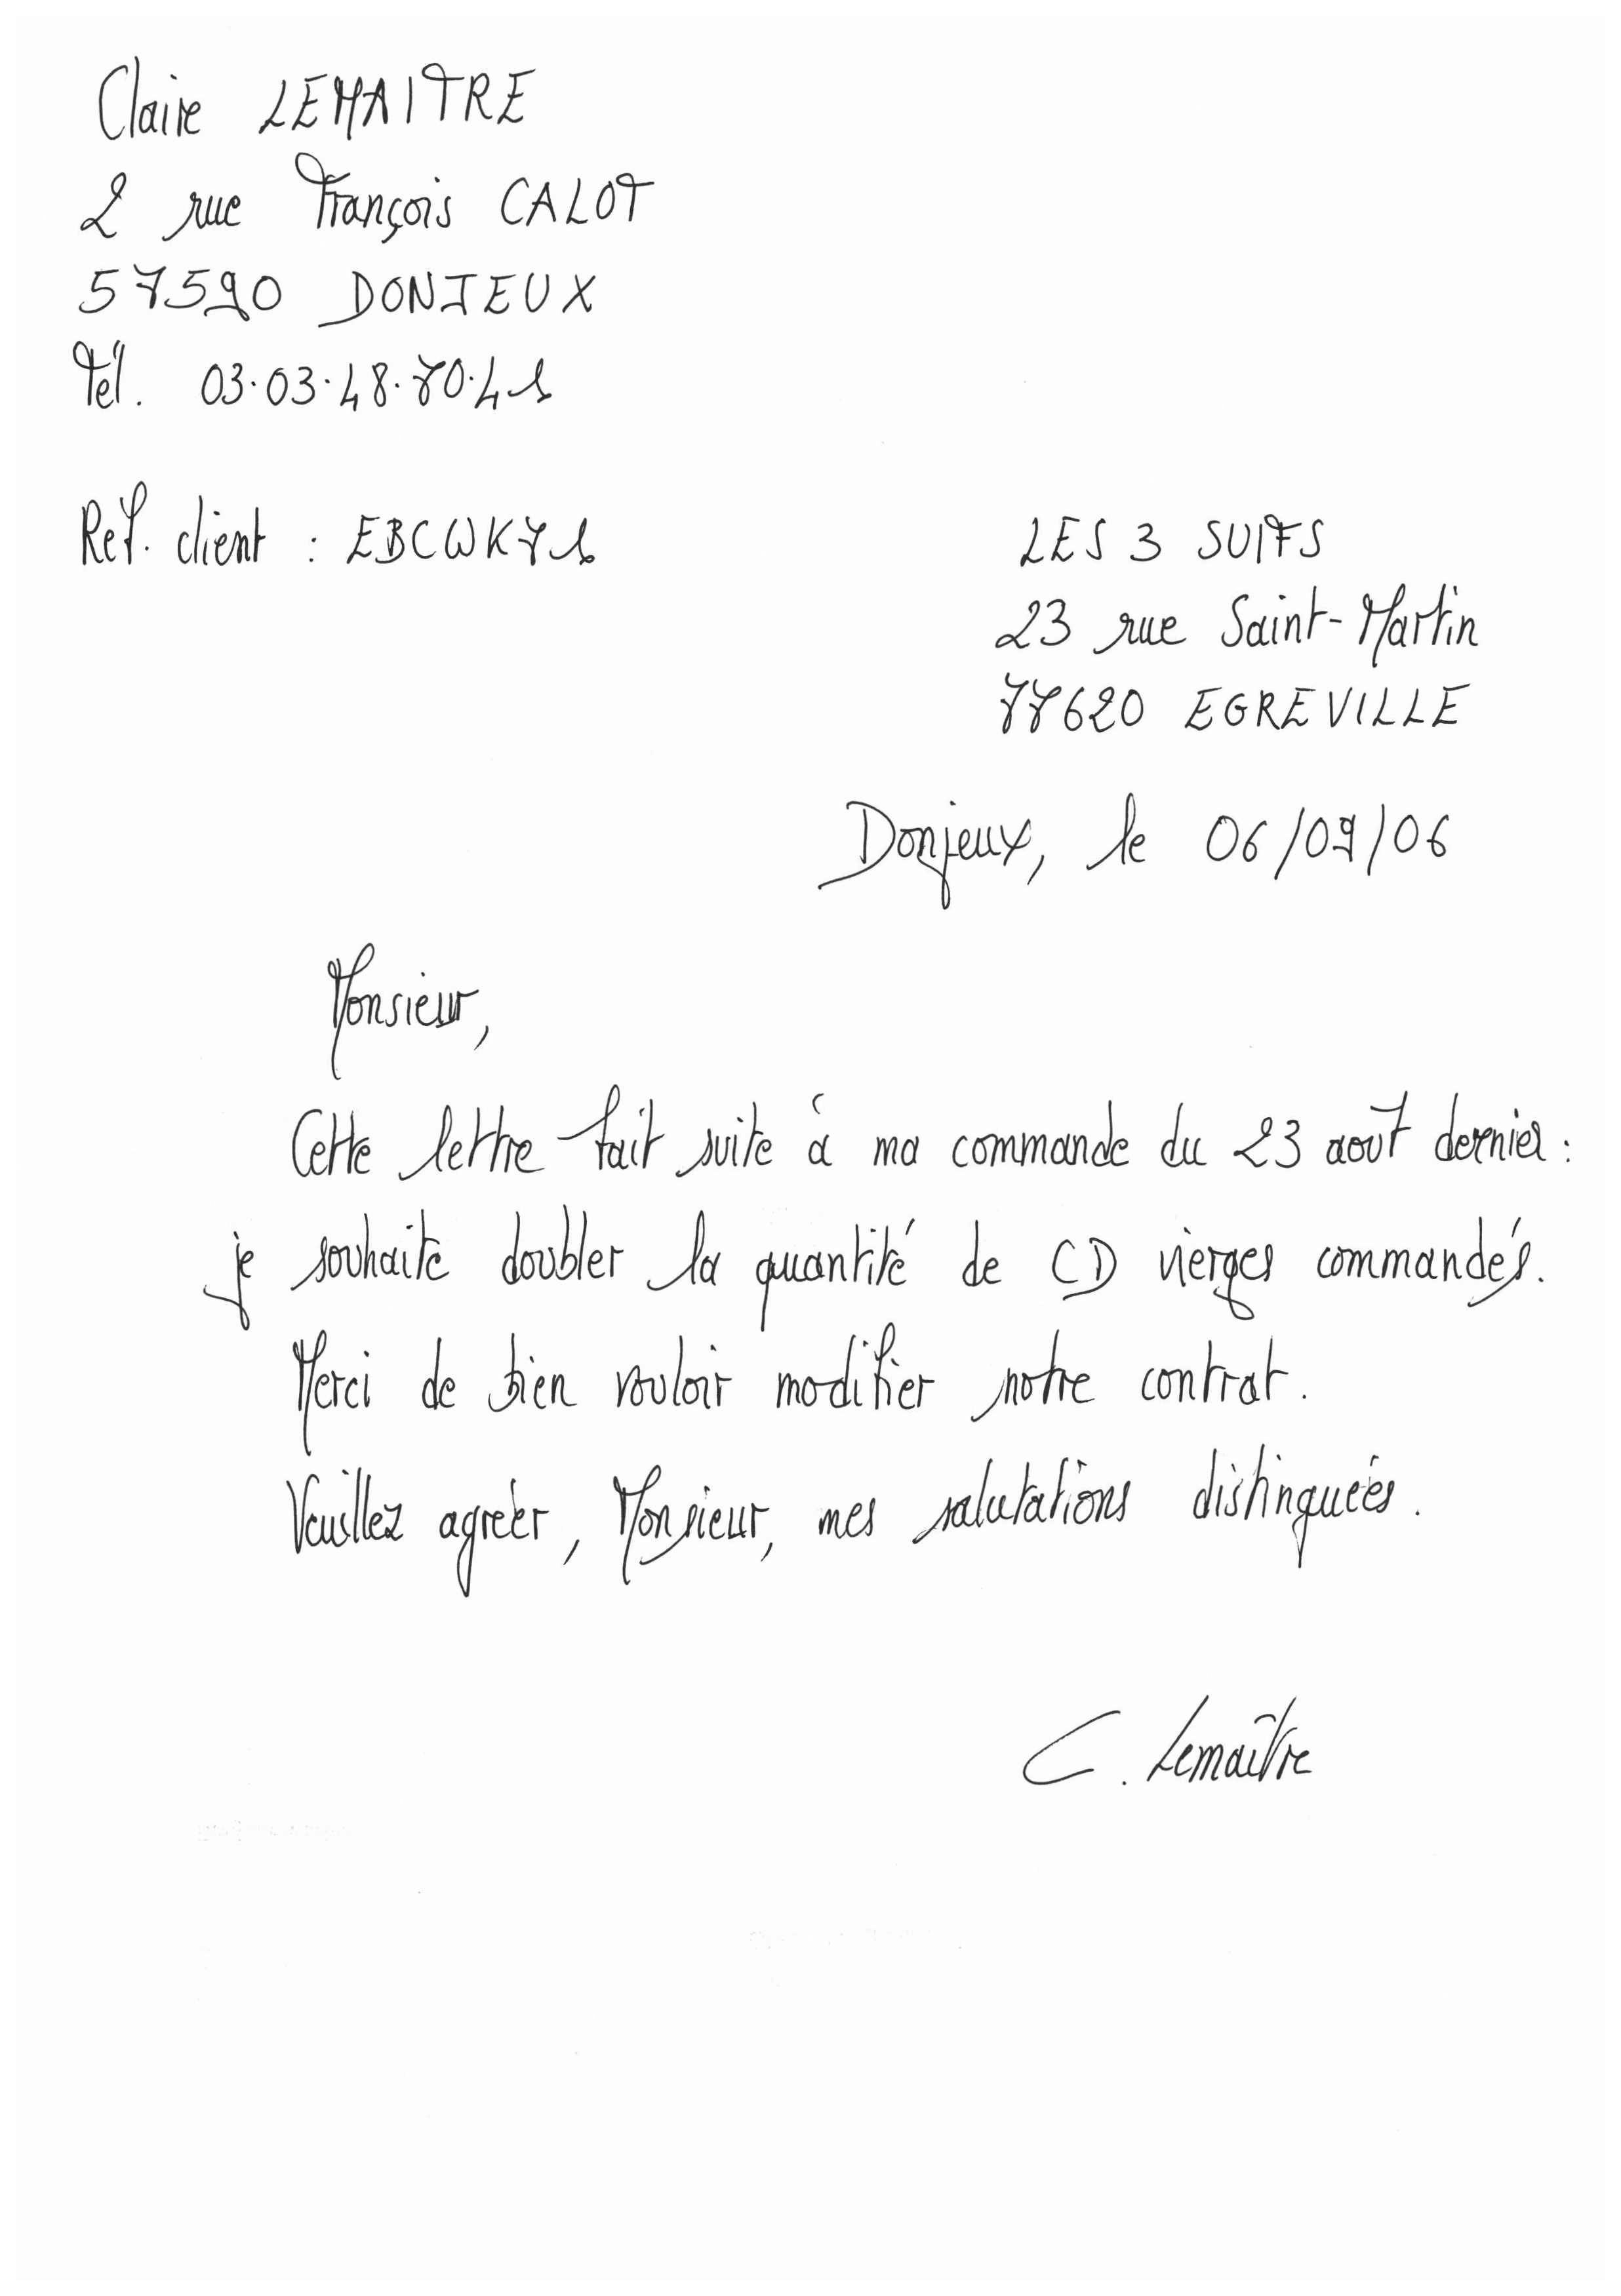 Claire LEMAITRE
2 rue François CALOT
57590 DONJEUX
Tél. 03.03.48.70.41
Réf. client : EBCWK71
LES 3 SUIFS
23 rue Saint-Martin
77620 EGREVILLE
Donjeux, le 06/09/06
Monsieur,
Cette lettre fait suite à ma commande du 23 aout dernier :
je souhaite doubler la quantité de CD vierges commandés.
Merci de bien vouloir modifier notre contrat.
Veuillez agréer, Monsieur, mes salutations distinguées.
C. Lemaître